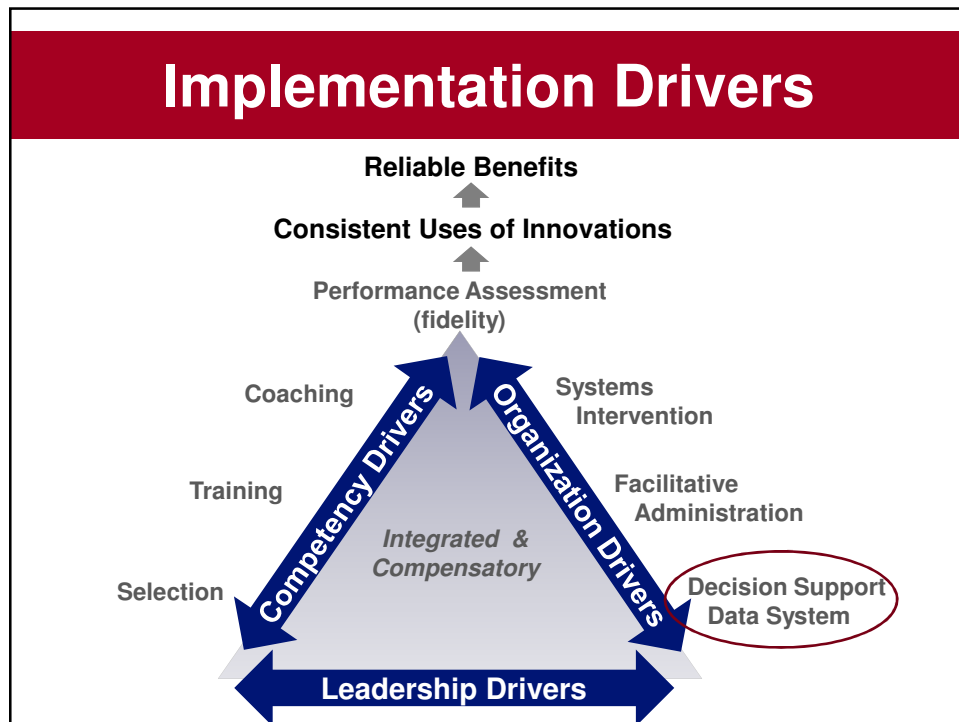 Implementation Drivers
Reliable Benefits
Consistent Uses of Innovations
Performance Assessment
(fidelity)
Coaching
Training
Selection
Competency Drivers
Integrated &
Compensatory
Organization Drivers
Systems
Intervention
Facilitative
Administration
Decision Support
Data System
Leadership Drivers